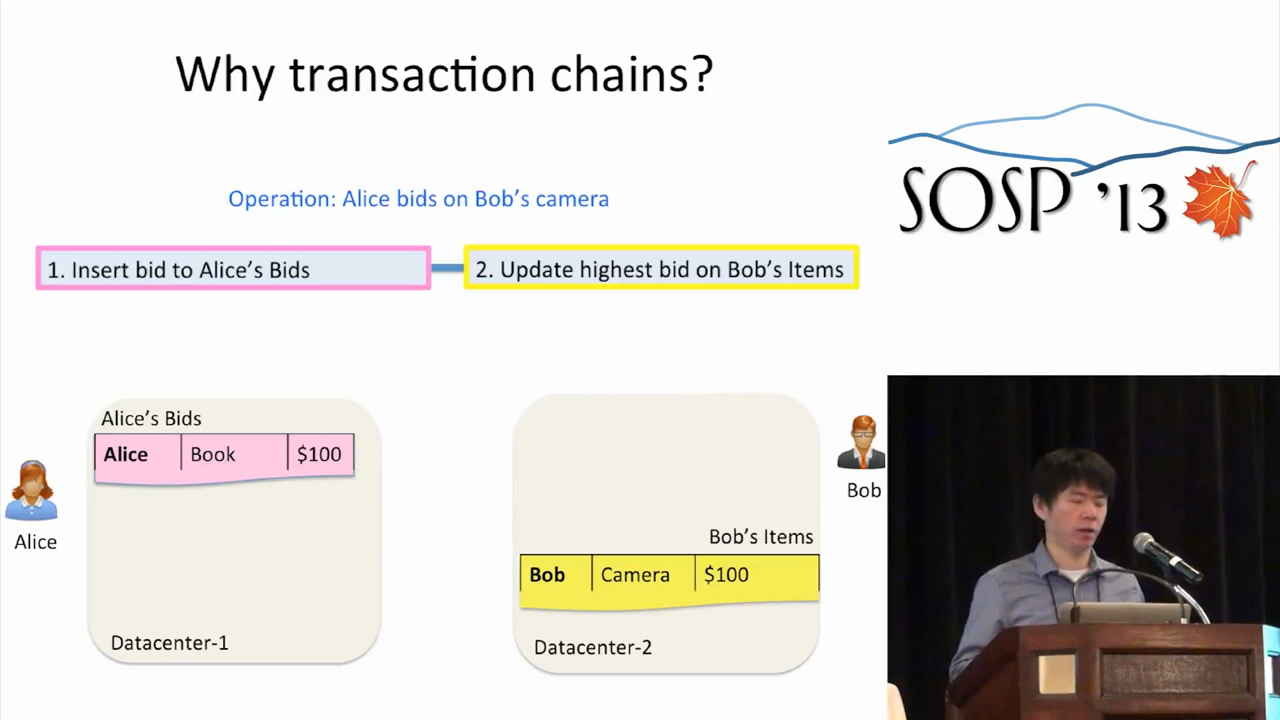 Why transaction chains?
SOSP '13
Operation: Alice bids on Bob's camera
1. Insert bid to Alice's Bids
2. Update highest bid on Bob's Items
Alice's Bids
Alice Book $100
Alice
Datacenter-1
Bob
Bob's Items
Bob Camera $100
Datacenter-2